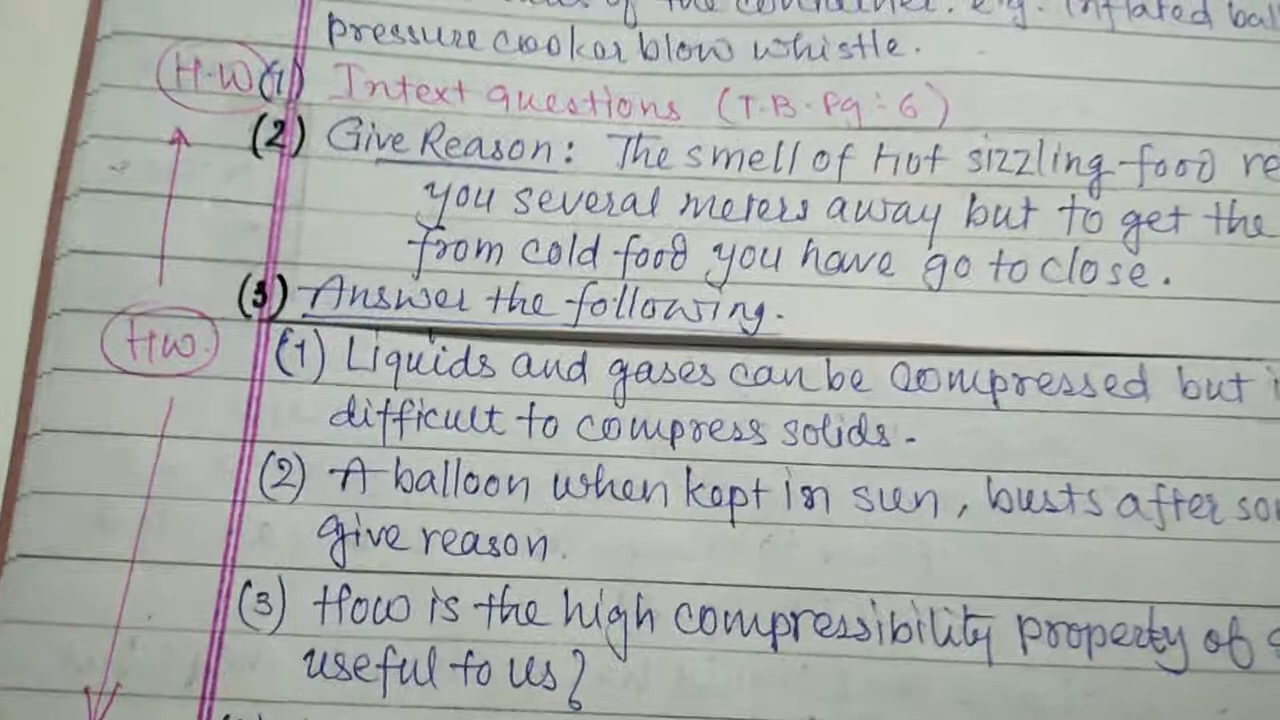 pressure cookar blow whistle.
H.W (1) Intext questions (T.B. Pg:6)
(2) Give Reason: The smell of Hot sizzling food re
you several meters away but to get the
from cold food you have go to close.
(3) Answer the following.
HW.
(1) Liquids and gases can be compressed but i
difficult to compress solids.
(2) A balloon when kept in sun, busts after so
give reason.
(3) How is the high compressibility property of
useful to us?